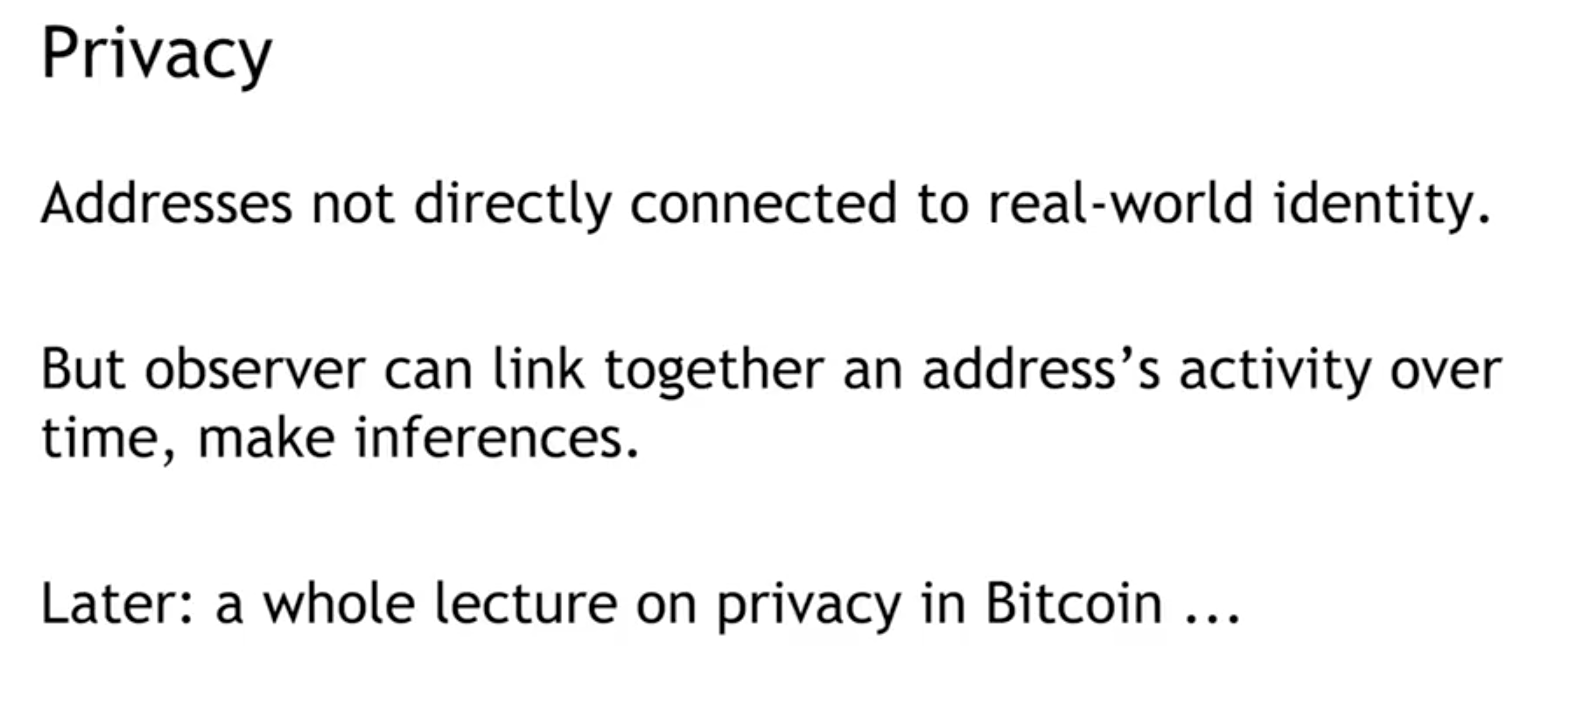 Privacy
Addresses not directly connected to real-world identity.
But observer can link together an address’s activity over
time, make inferences.
Later: a whole lecture on privacy in Bitcoin ...